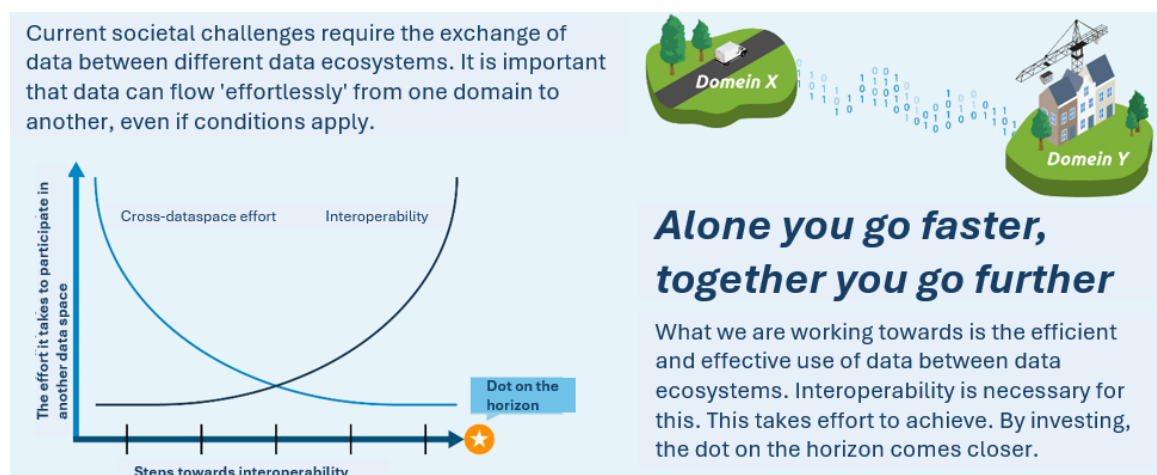 Current societal challenges require the exchange of
data between different data ecosystems. It is important
that data can flow 'effortlessly' from one domain to
another, even if conditions apply.
Domein X
Domein Y
The effort it takes to participate in
another data space
Cross-dataspace effort
Interoperability
Dot on the
horizon
Steps towards interoperability
Alone you go faster,
together you go further
What we are working towards is the efficient
and effective use of data between data
ecosystems. Interoperability is necessary for
this. This takes effort to achieve. By investing,
the dot on the horizon comes closer.